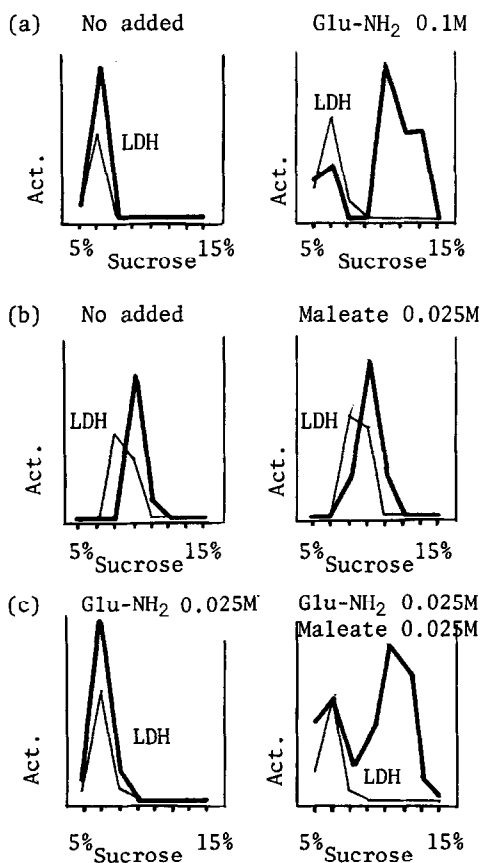 (a) No added Glu-NH₂ 0.1M
LDH LDH
Act.
5% 15% 5% 15%
Sucrose Sucrose
(b) No added Maleate 0.025M
LDH LDH
Act. Act.
5% 15% 5% 15%
Sucrose Sucrose
(c) Glu-NH₂ 0.025M Glu-NH₂ 0.025M
Maleate 0.025M
LDH LDH
Act. Act.
5% 15% 5% 15%
Sucrose Sucrose